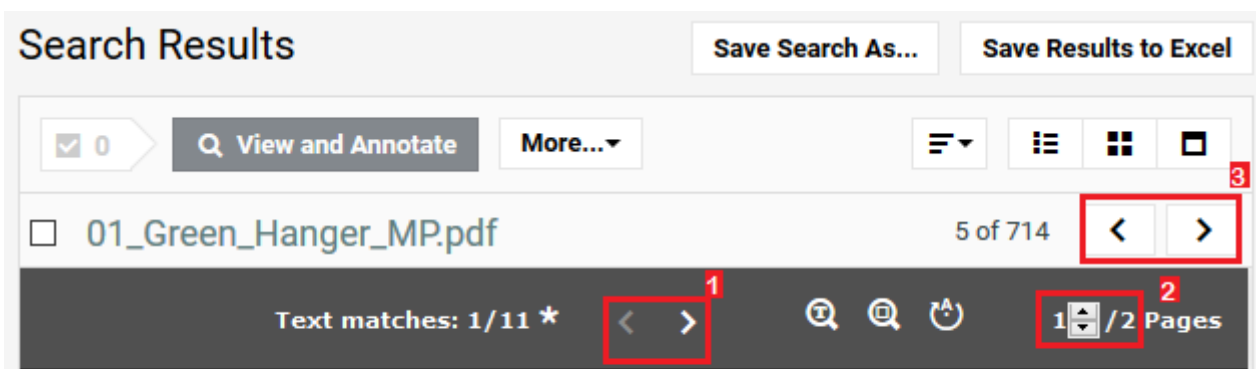 Search Results Save Search As... Save Results to Excel
0 View and Annotate More...
3
01_Green_Hanger_MP.pdf 5 of 714
1 2
Text matches: 1/11 * 1 /2 Pages